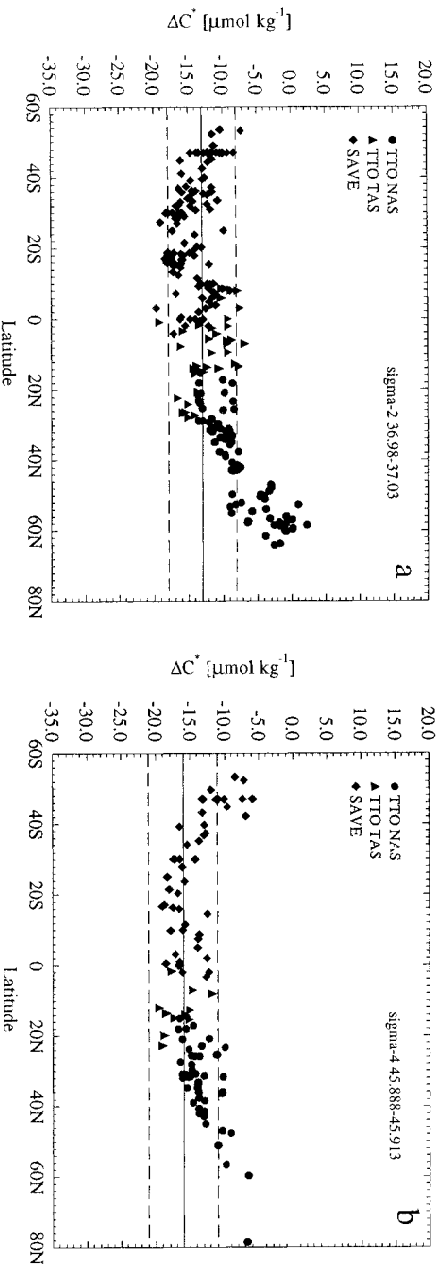 ΔC* [μmol kg-1]
20.0
15.0
10.0
5.0
0.0
-5.0
-10.0
-15.0
-20.0
-25.0
-30.0
-35.0
● TTO NAS
▲ TTO TAS
◆ SAVE
sigma-2 36.98-37.03
a
60S 40S 20S 0 20N 40N 60N 80N
Latitude
ΔC* [μmol kg-1]
20.0
15.0
10.0
5.0
0.0
-5.0
-10.0
-15.0
-20.0
-25.0
-30.0
-35.0
● TTO NAS
▲ TTO TAS
◆ SAVE
sigma-4 45.888-45.913
b
60S 40S 20S 0 20N 40N 60N 80N
Latitude